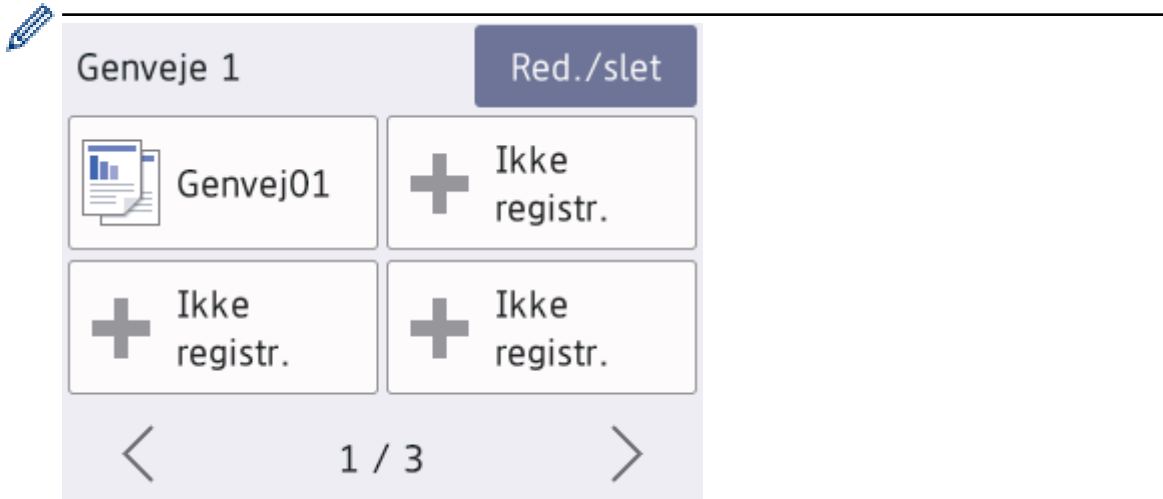 Genveje 1
Red./slet
Genvej01
Ikke
registr.
Ikke
registr.
Ikke
registr.
1 / 3